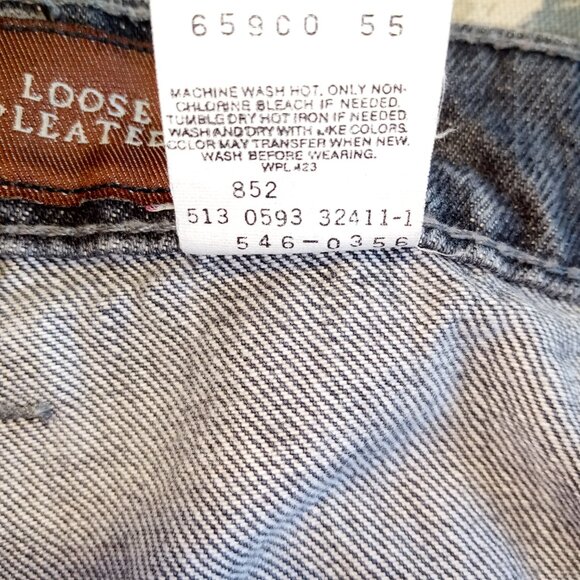 659C0 55
LOOSE
PLEATED
MACHINE WASH HOT. ONLY NON-
CHLORINE BLEACH IF NEEDED.
TUMBLE DRY HOT IRON IF NEEDED.
WASH AND DRY WITH LIKE COLORS.
COLOR MAY TRANSFER WHEN NEW.
WASH BEFORE WEARING.
WPL 423
852
513 0593 32411-1
546-0356